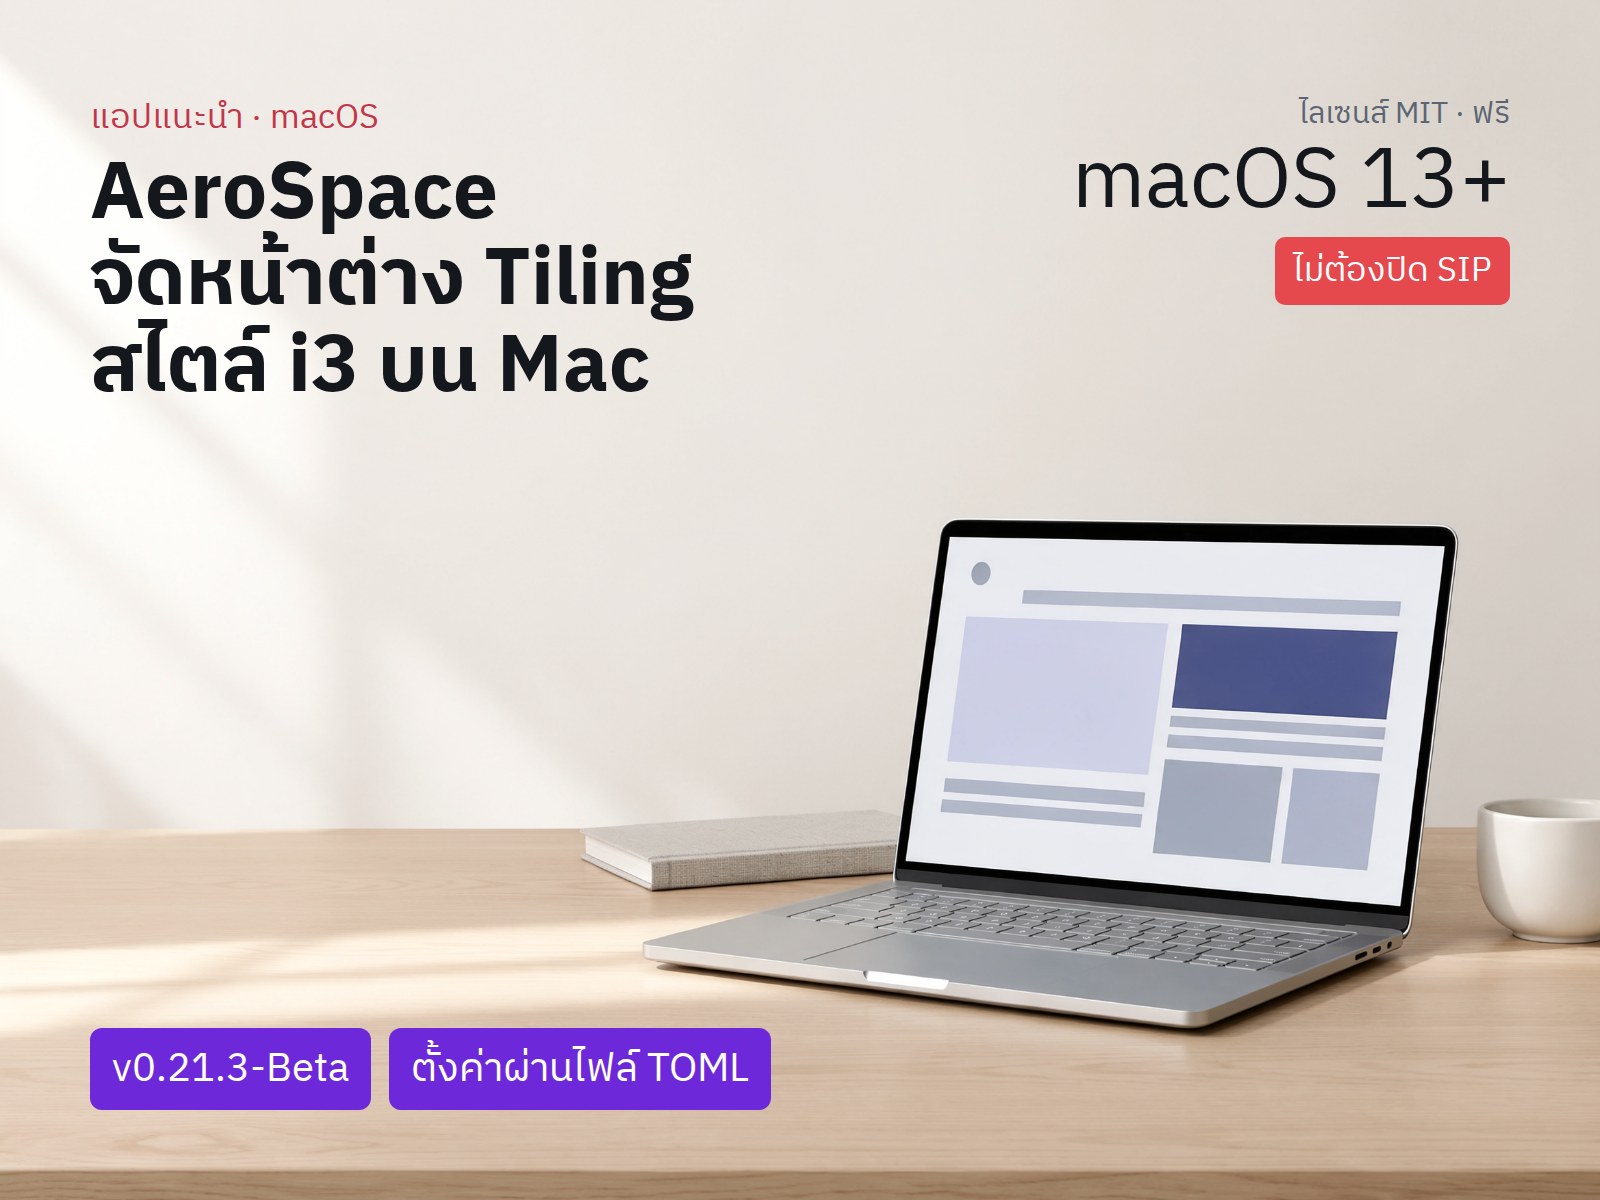 แอปแนะนำ · macOS
AeroSpace
จัดหน้าต่าง Tiling
สไตล์ i3 บน Mac
ไลเซนส์ MIT · ฟรี
macOS 13+
ไม่ต้องปิด SIP
v0.21.3-Beta
ตั้งค่าผ่านไฟล์ TOML